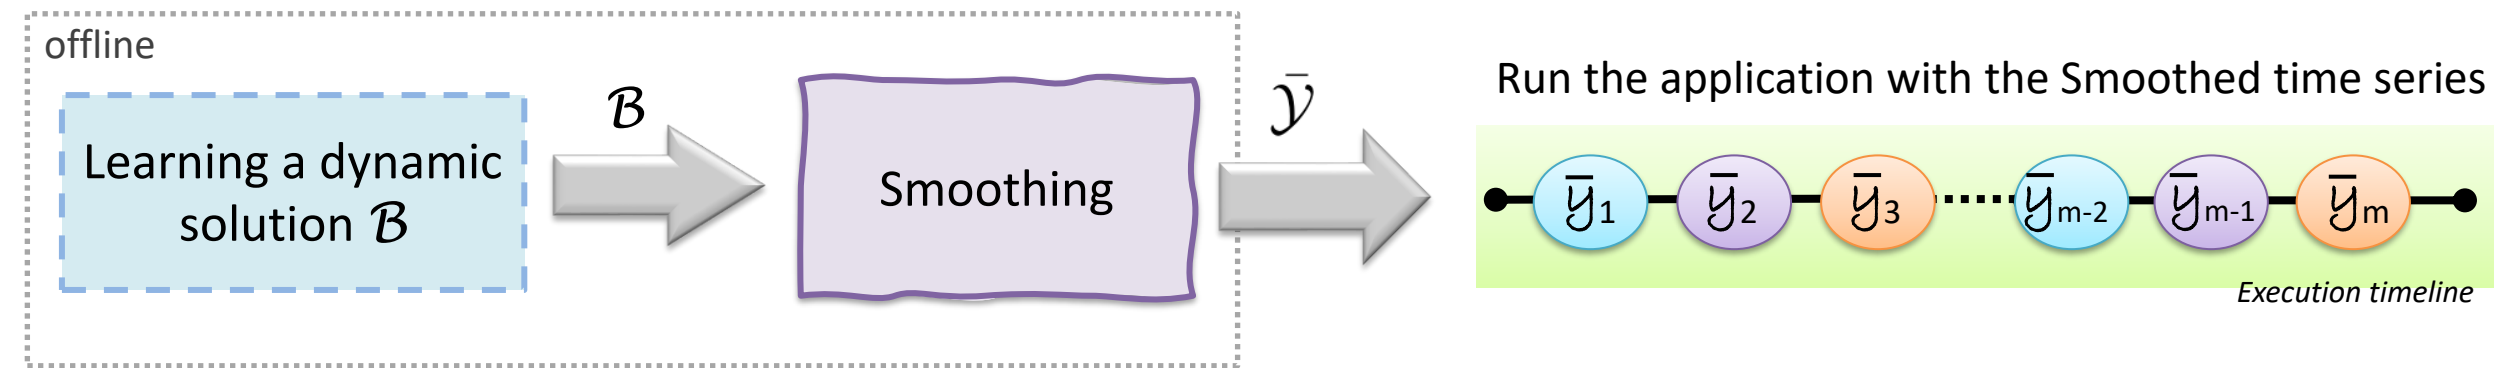 offline
Learning a dynamic
solution ℬ
ℬ
Smoothing
𝒴̄
Run the application with the Smoothed time series
𝒴̄1 𝒴̄2 𝒴̄3 𝒴̄m-2 𝒴̄m-1 𝒴̄m
Execution timeline